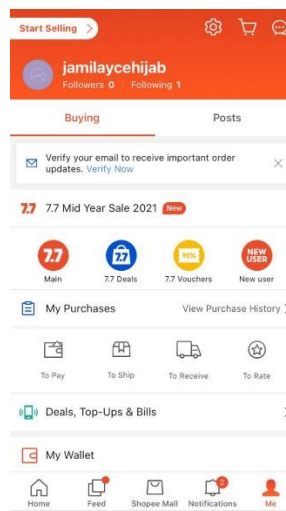 Start Selling
jamilaycehijab
Followers 0 Following 1
Buying Posts
Verify your email to receive important order
updates. Verify Now
7.7 7.7 Mid Year Sale 2021 New
7.7 7.7 95% NEW USER
Main 7.7 Deals 7.7 Vouchers New user
My Purchases View Purchase History
To Pay To Ship To Receive To Rate
Deals, Top-Ups & Bills
My Wallet
2
Home Feed Shopee Mall Notifications Me